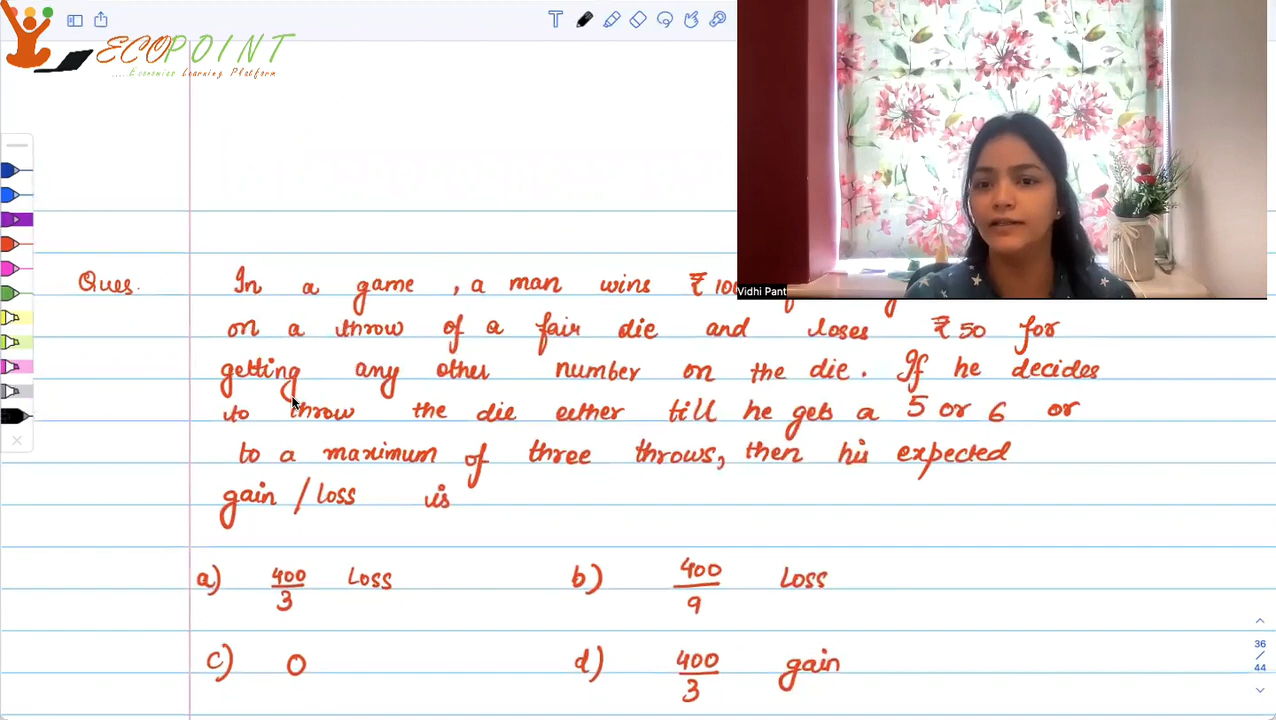 ECOPOINT
....Economics Learning Platform
Vidhi Pant
Ques. In a game , a man wins ₹ 100
on a throw of a fair die and loses ₹ 50 for
getting any other number on the die. If he decides
to throw the die either till he gets a 5 or 6 or
to a maximum of three throws, then his expected
gain / loss is
a) 400/3 Loss b) 400/9 Loss
c) 0 d) 400/3 gain
36
/
44